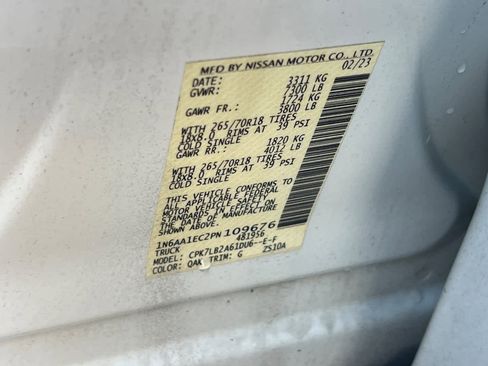 MFD BY NISSAN MOTOR CO., LTD.
DATE: 02/23
GVWR: 3311 KG
7300 LB
GAWR FR.: 1724 KG
3800 LB
WITH 265/70R18 TIRES
18X8.0 RIMS AT 39 PSI
COLD SINGLE
GAWR RR.: 1820 KG
4012 LB
WITH 265/70R18 TIRES
18X8.0 RIMS AT 39 PSI
COLD SINGLE
THIS VEHICLE CONFORMS TO
ALL APPLICABLE FEDERAL
MOTOR VEHICLE SAFETY
STANDARDS IN EFFECT ON
THE DATE OF MANUFACTURE
SHOWN ABOVE.
1N6AA1EC2PN109676
TRUCK 481956
MODEL: CPK7LB2A61DU6--E-F
COLOR: QAK TRIM: G ZS10A